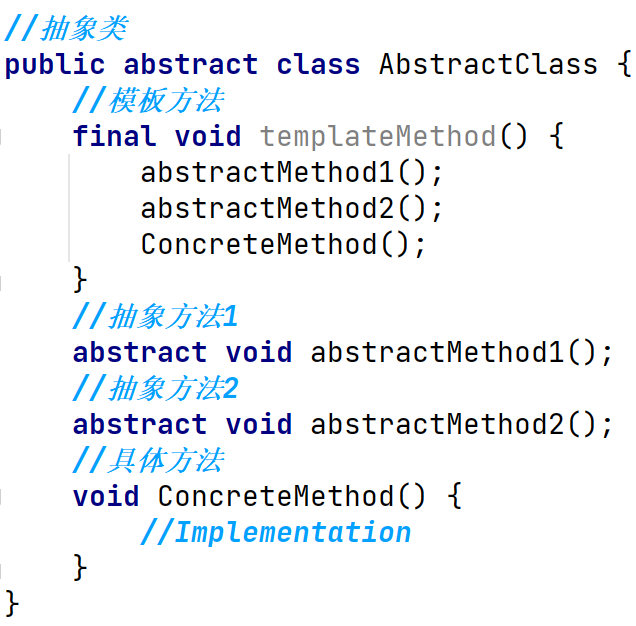 //抽象类
public abstract class AbstractClass {
    //模板方法
    final void templateMethod() {
        abstractMethod1();
        abstractMethod2();
        ConcreteMethod();
    }
    //抽象方法1
    abstract void abstractMethod1();
    //抽象方法2
    abstract void abstractMethod2();
    //具体方法
    void ConcreteMethod() {
        //Implementation
    }
}